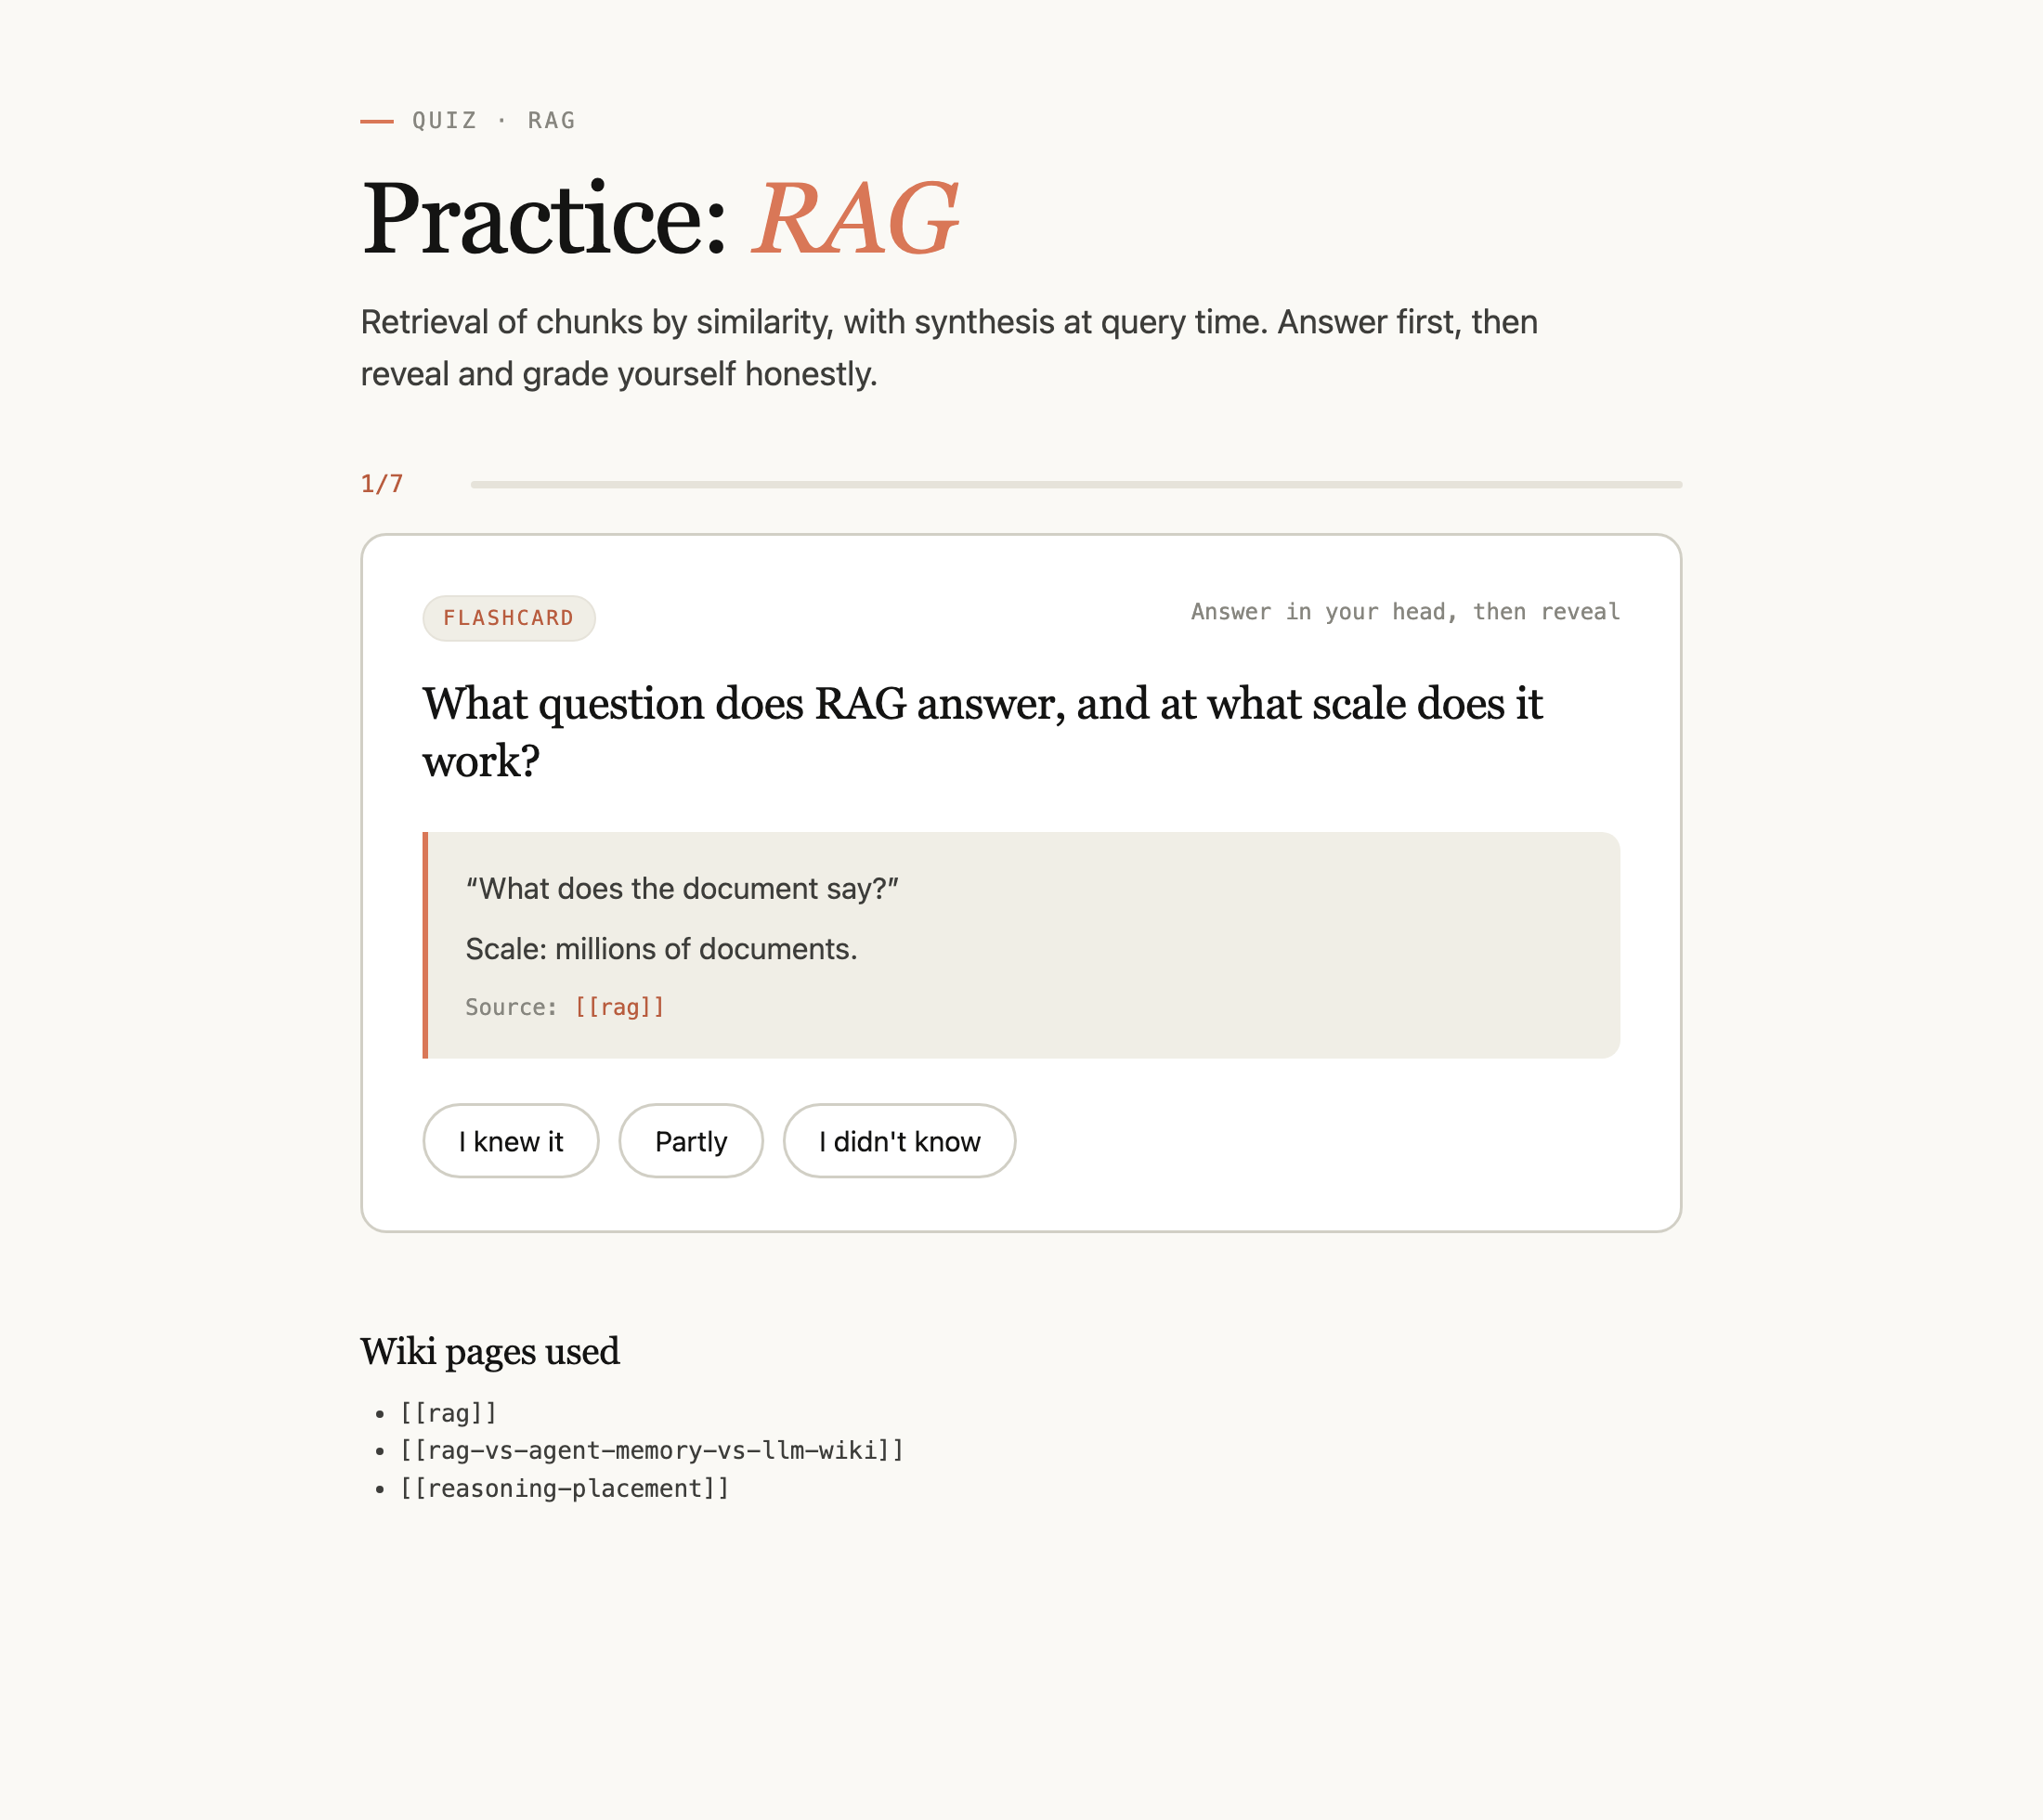 QUIZ · RAG
Practice: RAG
Retrieval of chunks by similarity, with synthesis at query time. Answer first, then
reveal and grade yourself honestly.
1/7
FLASHCARD
Answer in your head, then reveal
What question does RAG answer, and at what scale does it
work?
“What does the document say?”
Scale: millions of documents.
Source: [[rag]]
I knew it
Partly
I didn't know
Wiki pages used
• [[rag]]
• [[rag-vs-agent-memory-vs-llm-wiki]]
• [[reasoning-placement]]